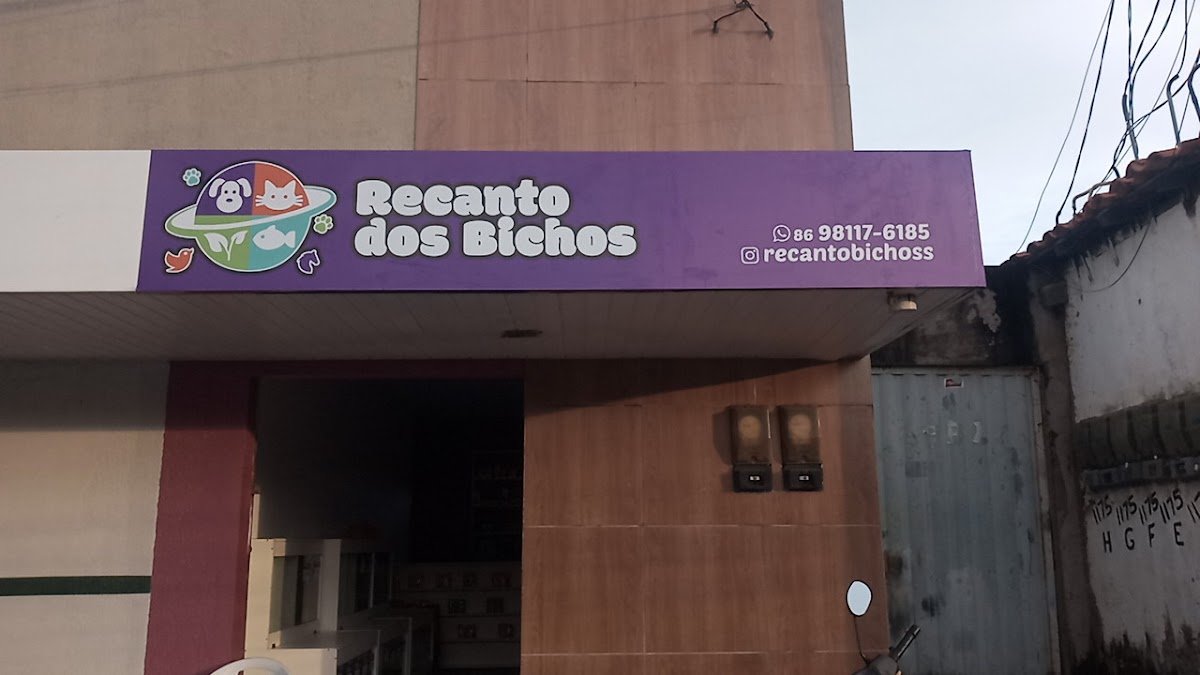 Recanto
dos Bichos
86 98117-6185
recantobichoss
1175 1175 1175 1175
H G F E